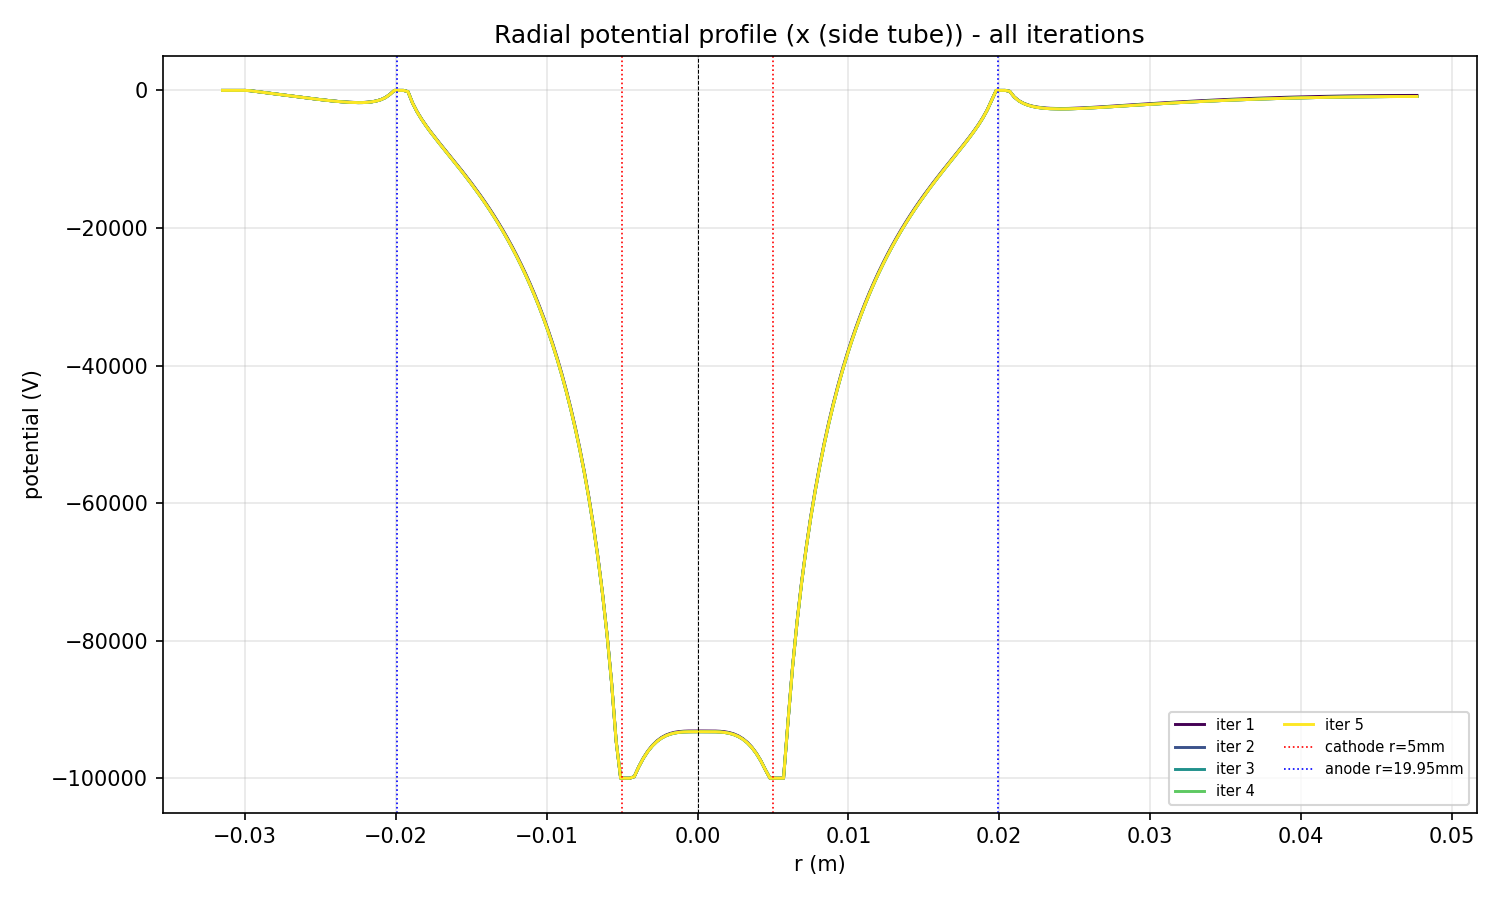 Radial potential profile (x (side tube)) - all iterations
potential (V)
0
−20000
−40000
−60000
−80000
−100000
−0.03 −0.02 −0.01 0.00 0.01 0.02 0.03 0.04 0.05
r (m)
iter 1
iter 2
iter 3
iter 4
iter 5
cathode r=5mm
anode r=19.95mm